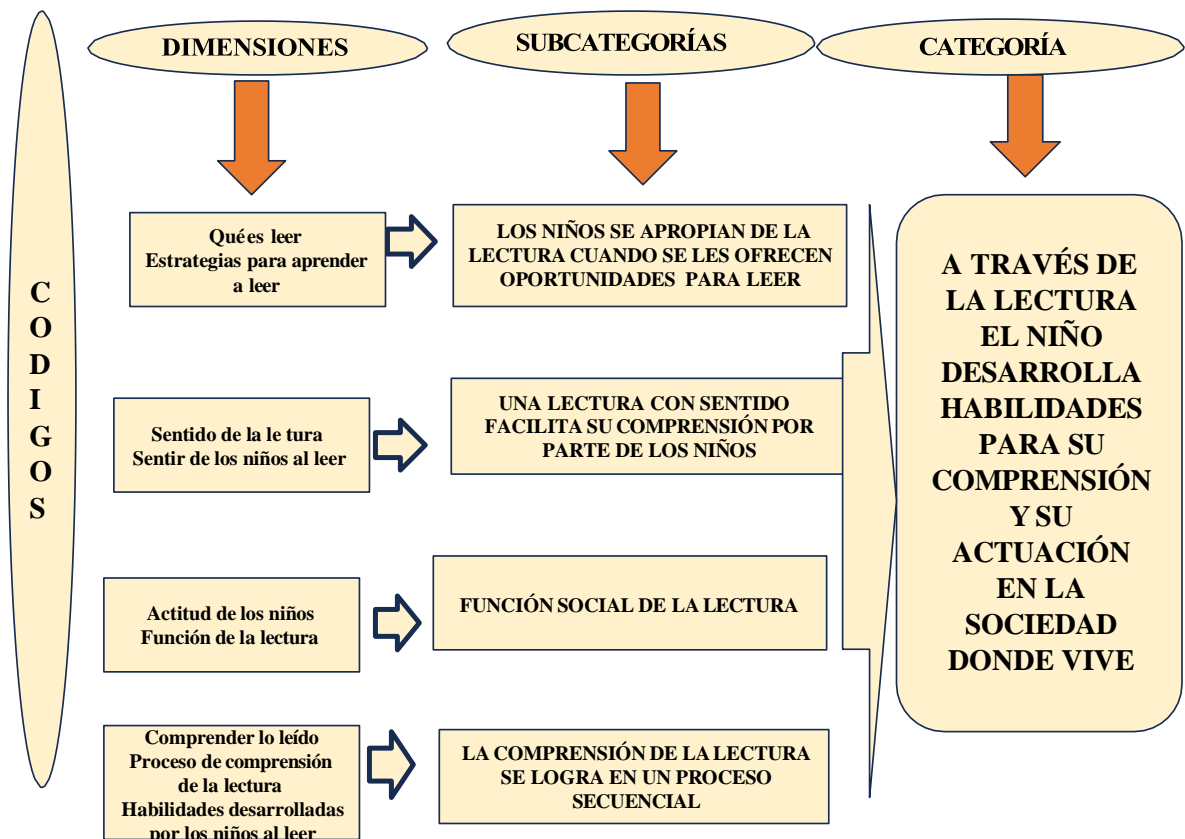 DIMENSIONES
SUBCATEGORÍAS
CATEGORÍA
C
O
D
I
G
O
S
Qué es leer
Estrategias para aprender
a leer
LOS NIÑOS SE APROPIAN DE LA
LECTURA CUANDO SE LES OFRECEN
OPORTUNIDADES PARA LEER
Sentido de la le tura
Sentir de los niños al leer
UNA LECTURA CON SENTIDO
FACILITA SU COMPRENSIÓN POR
PARTE DE LOS NIÑOS
Actitud de los niños
Función de la lectura
FUNCIÓN SOCIAL DE LA LECTURA
Comprender lo leído
Proceso de comprensión
de la lectura
Habilidades desarrolladas
por los niños al leer
LA COMPRENSIÓN DE LA LECTURA
SE LOGRA EN UN PROCESO
SECUENCIAL
A TRAVÉS DE
LA LECTURA
EL NIÑO
DESARROLLA
HABILIDADES
PARA SU
COMPRENSIÓN
Y SU
ACTUACIÓN
EN LA
SOCIEDAD
DONDE VIVE